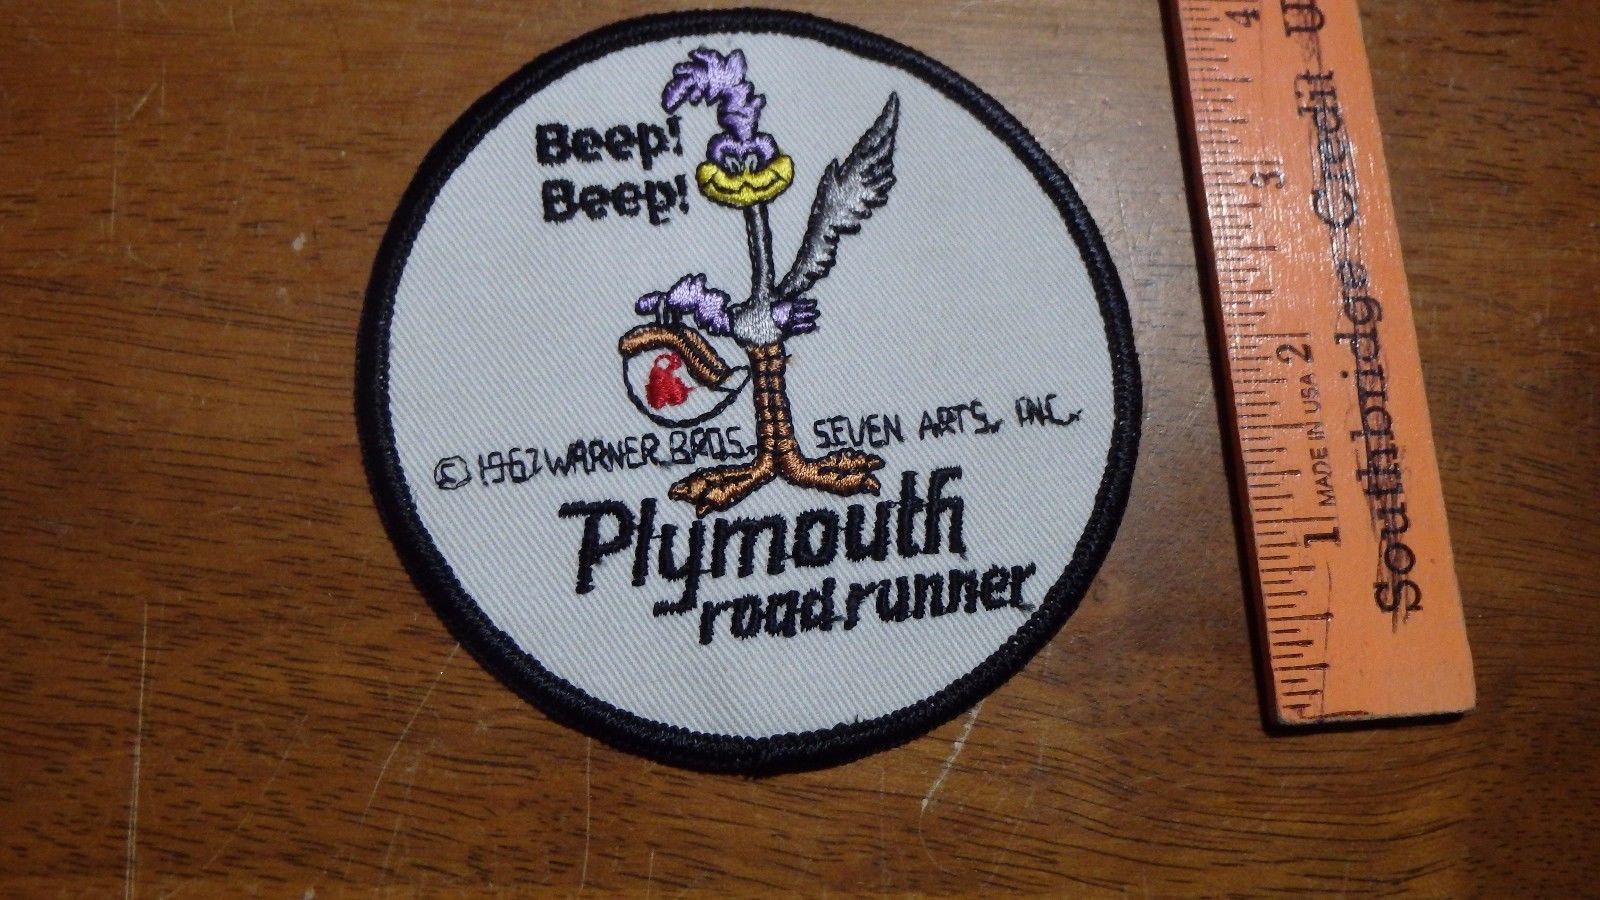 Beep!
Beep!
© 1967 WARNER BROS. SEVEN ARTS, INC.
Plymouth
road runner
Southbridge Credit U
MADE IN USA
1
2
3
4